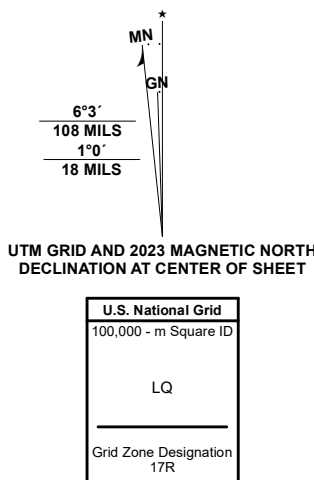 ★
MN
GN
6°3´
108 MILS
1°0´
18 MILS
UTM GRID AND 2023 MAGNETIC NORTH
DECLINATION AT CENTER OF SHEET
U.S. National Grid
100,000 - m Square ID
LQ
Grid Zone Designation
17R